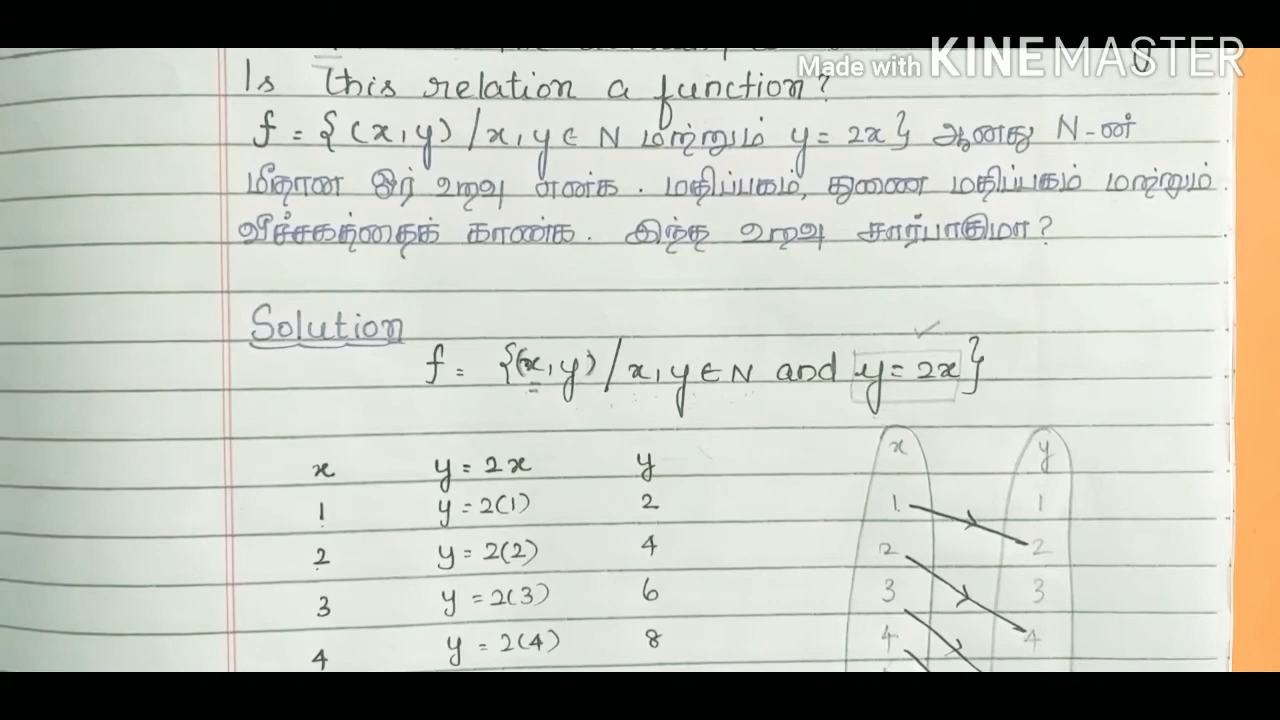 Made with KINEMASTER
Is this relation a function?
f = {(x,y)/x,y ∈ N மற்றும் y = 2x} ஆனது N-ன்
மீதான ஓர் உறவு என்க. மதிப்பகம், துணை மதிப்பகம் மற்றும்
வீச்சகத்தைக் காண்க. இந்த உறவு சார்பாகுமா?
Solution
f = {(x,y)/x,y ∈ N and y = 2x}
x y = 2x y x y
1 y = 2(1) 2 1 1
2 y = 2(2) 4 2 2
3 y = 2(3) 6 3 3
4 y = 2(4) 8 4 4